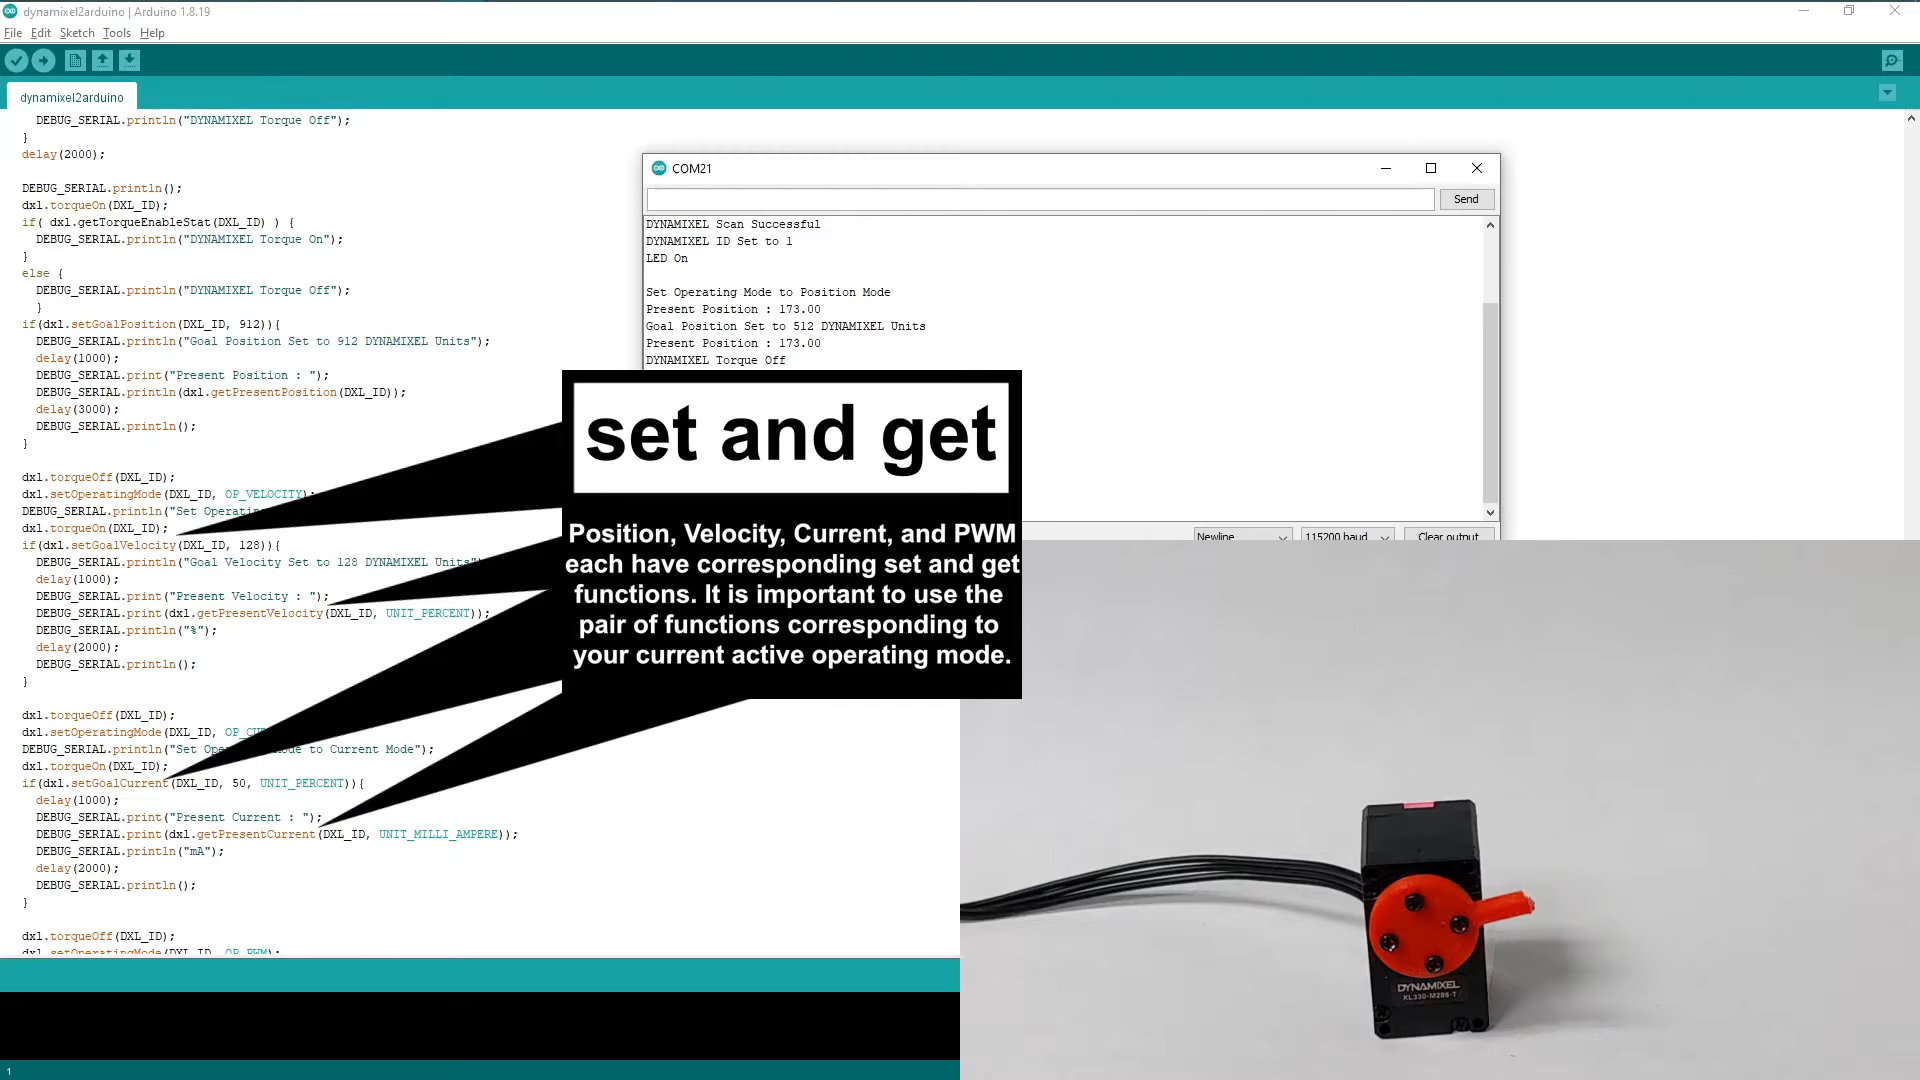 dynamixel2arduino | Arduino 1.8.19
File Edit Sketch Tools Help
dynamixel2arduino
DEBUG_SERIAL.println("DYNAMIXEL Torque Off");
}
delay(2000);
DEBUG_SERIAL.println();
dxl.torqueOn(DXL_ID);
if( dxl.getTorqueEnableStat(DXL_ID) ) {
DEBUG_SERIAL.println("DYNAMIXEL Torque On");
}
else {
DEBUG_SERIAL.println("DYNAMIXEL Torque Off");
}
if(dxl.setGoalPosition(DXL_ID, 912)){
DEBUG_SERIAL.println("Goal Position Set to 912 DYNAMIXEL Units");
delay(1000);
DEBUG_SERIAL.print("Present Position : ");
DEBUG_SERIAL.println(dxl.getPresentPosition(DXL_ID));
delay(3000);
DEBUG_SERIAL.println();
}
dxl.torqueOff(DXL_ID);
dxl.setOperatingMode(DXL_ID, OP_VELOCITY);
DEBUG_SERIAL.println("Set
dxl.torqueOn(DXL_ID);
if(dxl.setGoalVelocity(DXL_ID, 128)){
DEBUG_SERIAL.println("Goal Velocity Set to 128 DYNAMIXEL Units"
delay(1000);
DEBUG_SERIAL.print("Present Velocity : ");
DEBUG_SERIAL.print(dxl.getPresentVelocity(DXL_ID, UNIT_PERCENT));
DEBUG_SERIAL.println("%");
delay(2000);
DEBUG_SERIAL.println();
}
dxl.torqueOff(DXL_ID);
dxl.setOperatingMode(DXL_ID,
DEBUG_SERIAL.println("Set to Current Mode");
dxl.torqueOn(DXL_ID);
if(dxl.setGoalCurrent(DXL_ID, 50, UNIT_PERCENT)){
delay(1000);
DEBUG_SERIAL.print("Present Current : ");
DEBUG_SERIAL.print(dxl.getPresentCurrent(DXL_ID, UNIT_MILLI_AMPERE));
DEBUG_SERIAL.println("mA");
delay(2000);
DEBUG_SERIAL.println();
}
dxl.torqueOff(DXL_ID);
dxl.setOperatingMode(DXL_ID, OP_PWM);
1
COM21
Send
DYNAMIXEL Scan Successful
DYNAMIXEL ID Set to 1
LED On
Set Operating Mode to Position Mode
Present Position : 173.00
Goal Position Set to 512 DYNAMIXEL Units
Present Position : 173.00
DYNAMIXEL Torque Off
Newline 115200 baud Clear output
set and get
Position, Velocity, Current, and PWM
each have corresponding set and get
functions. It is important to use the
pair of functions corresponding to
your current active operating mode.
DYNAMIXEL
XL330-M288-T